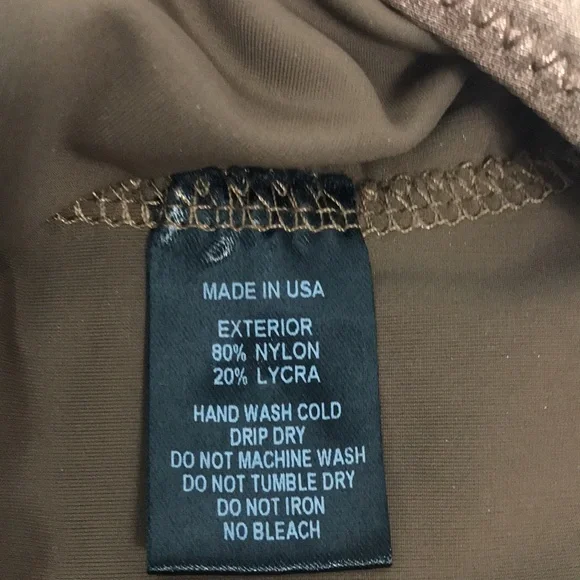 MADE IN USA
EXTERIOR
80% NYLON
20% LYCRA
HAND WASH COLD
DRIP DRY
DO NOT MACHINE WASH
DO NOT TUMBLE DRY
DO NOT IRON
NO BLEACH